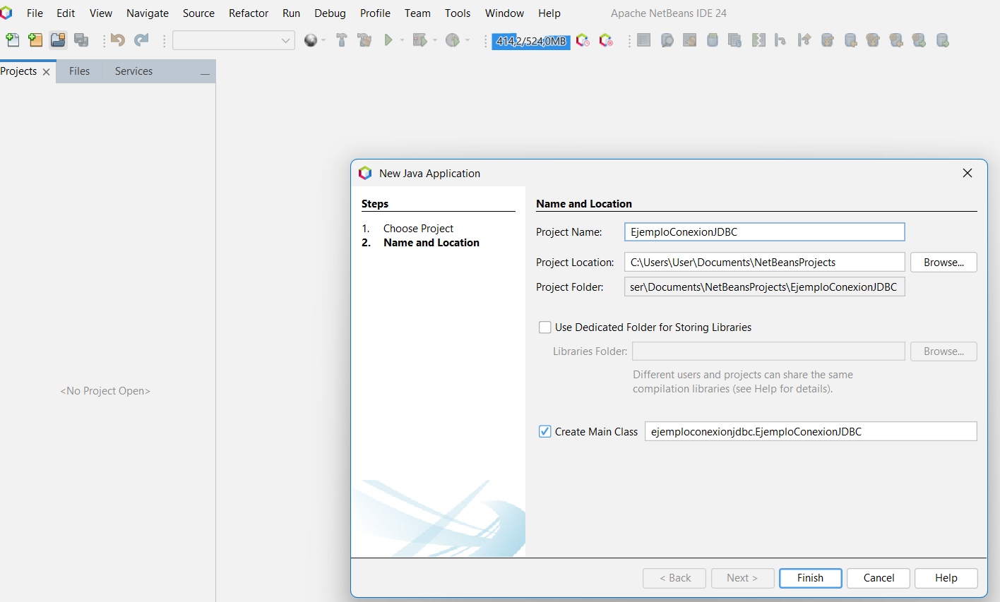 File Edit View Navigate Source Refactor Run Debug Profile Team Tools Window Help Apache NetBeans IDE 24
414,2/524,0MB
Projects Files Services
<No Project Open>
New Java Application
Steps
1. Choose Project
2. Name and Location
Name and Location
Project Name: EjemploConexionJDBC
Project Location: C:\Users\User\Documents\NetBeansProjects Browse...
Project Folder: ser\Documents\NetBeansProjects\EjemploConexionJDBC
Use Dedicated Folder for Storing Libraries
Libraries Folder: Browse...
Different users and projects can share the same
compilation libraries (see Help for details).
Create Main Class ejemploconexionjdbc.EjemploConexionJDBC
< Back Next > Finish Cancel Help